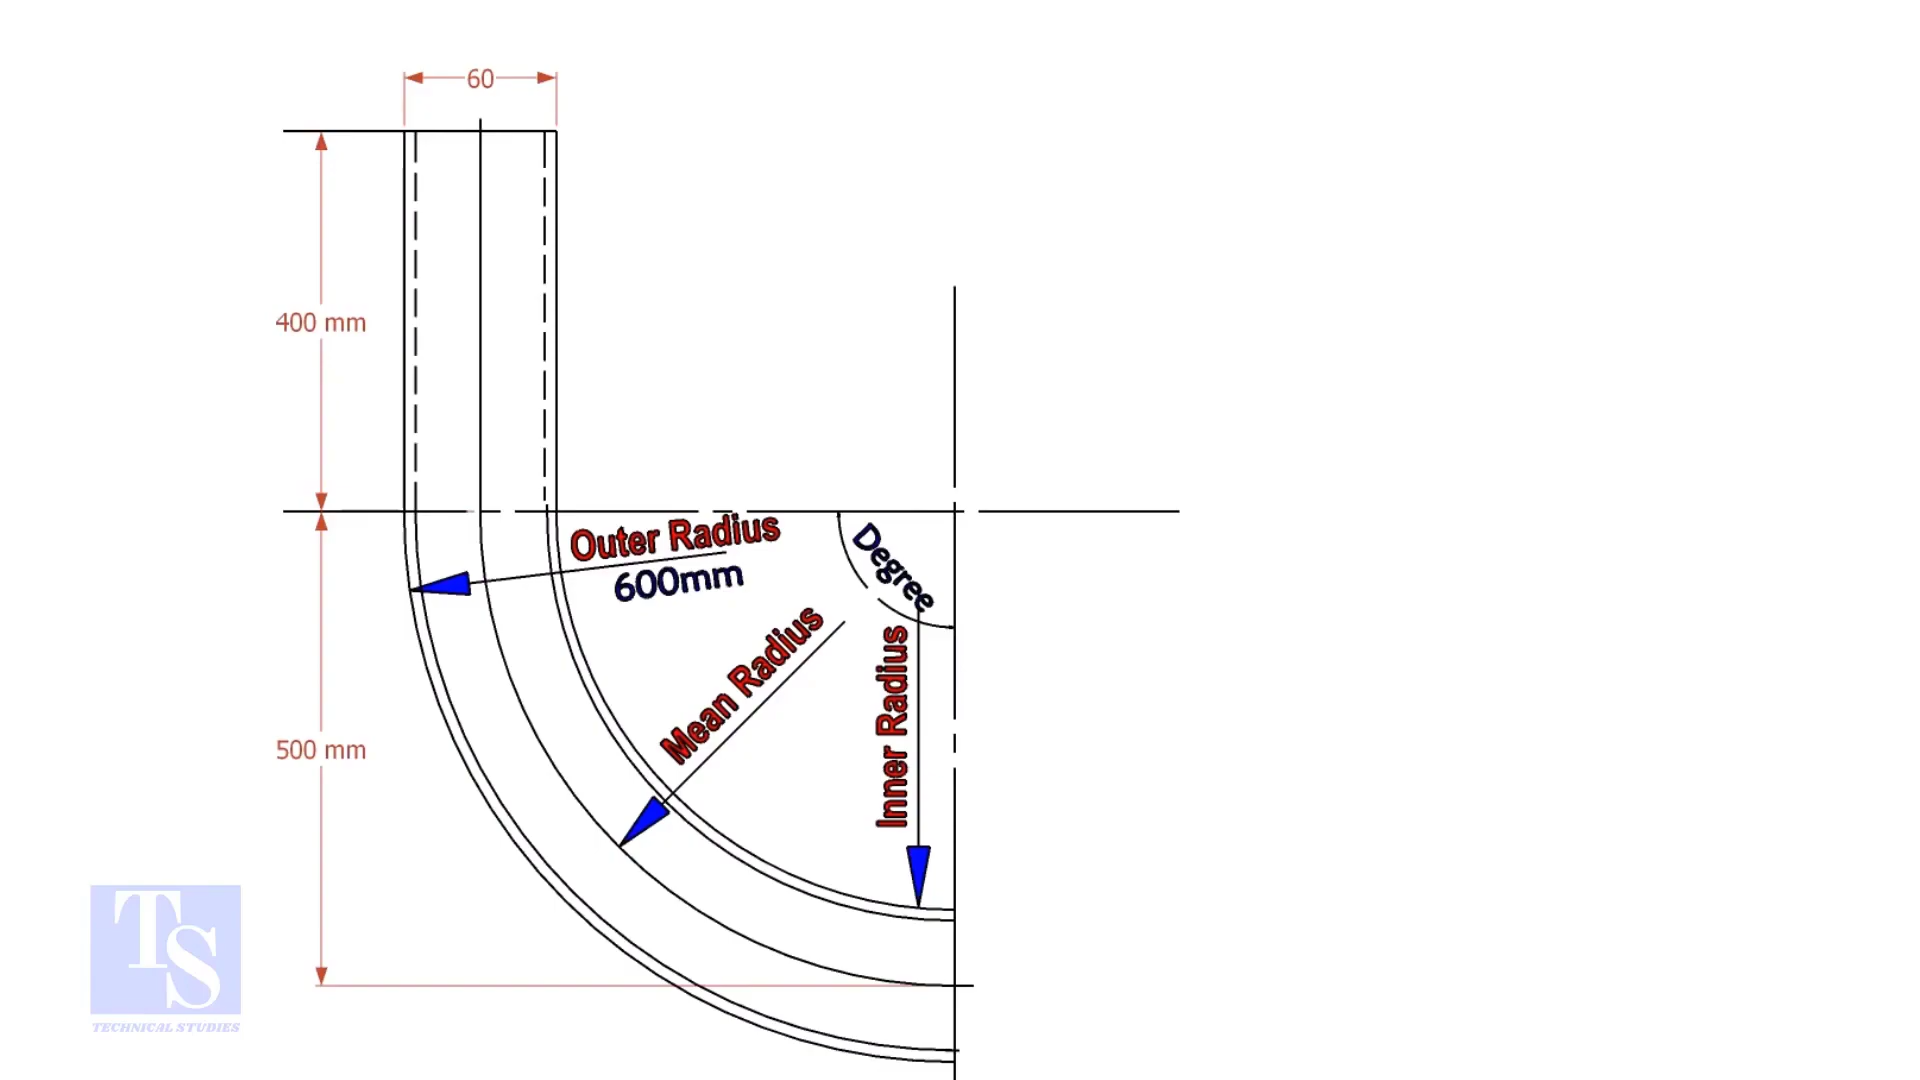 60
400 mm
Outer Radius
600mm
Degree
Mean Radius
Inner Radius
500 mm
TS
TECHNICAL STUDIES